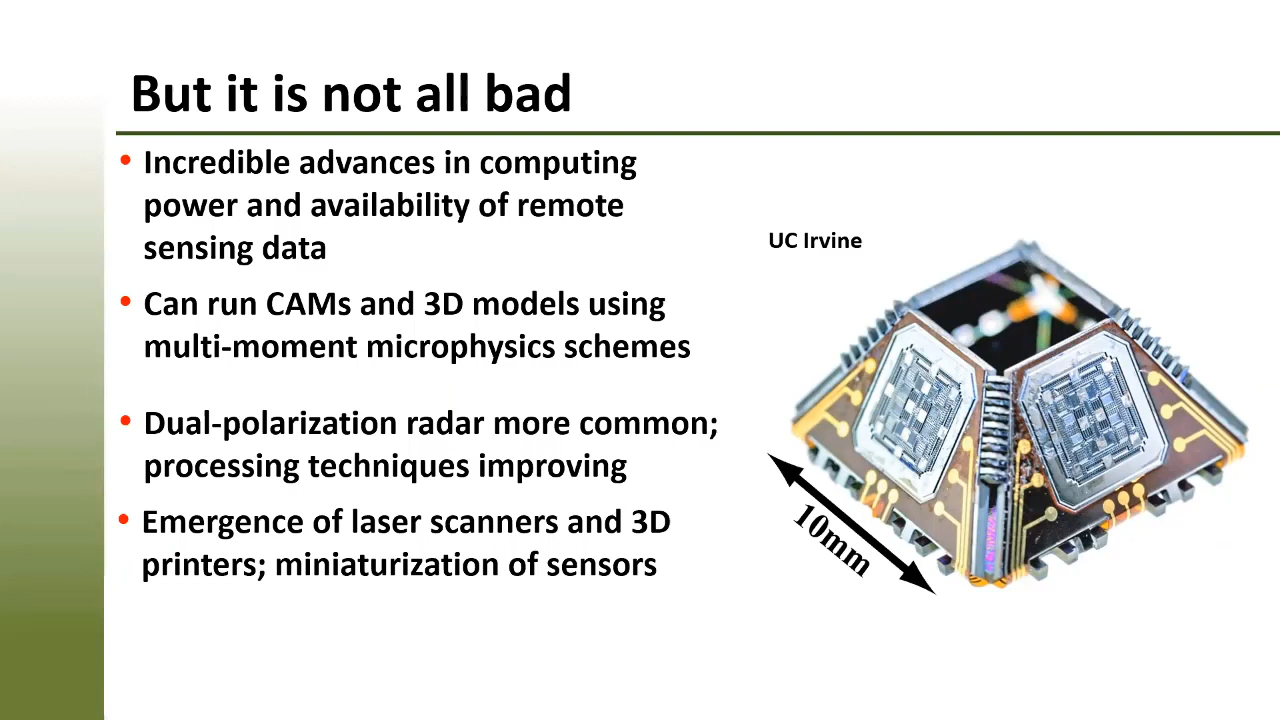 But it is not all bad
• Incredible advances in computing
power and availability of remote
sensing data
• Can run CAMs and 3D models using
multi-moment microphysics schemes
• Dual-polarization radar more common;
processing techniques improving
• Emergence of laser scanners and 3D
printers; miniaturization of sensors
UC Irvine
10mm